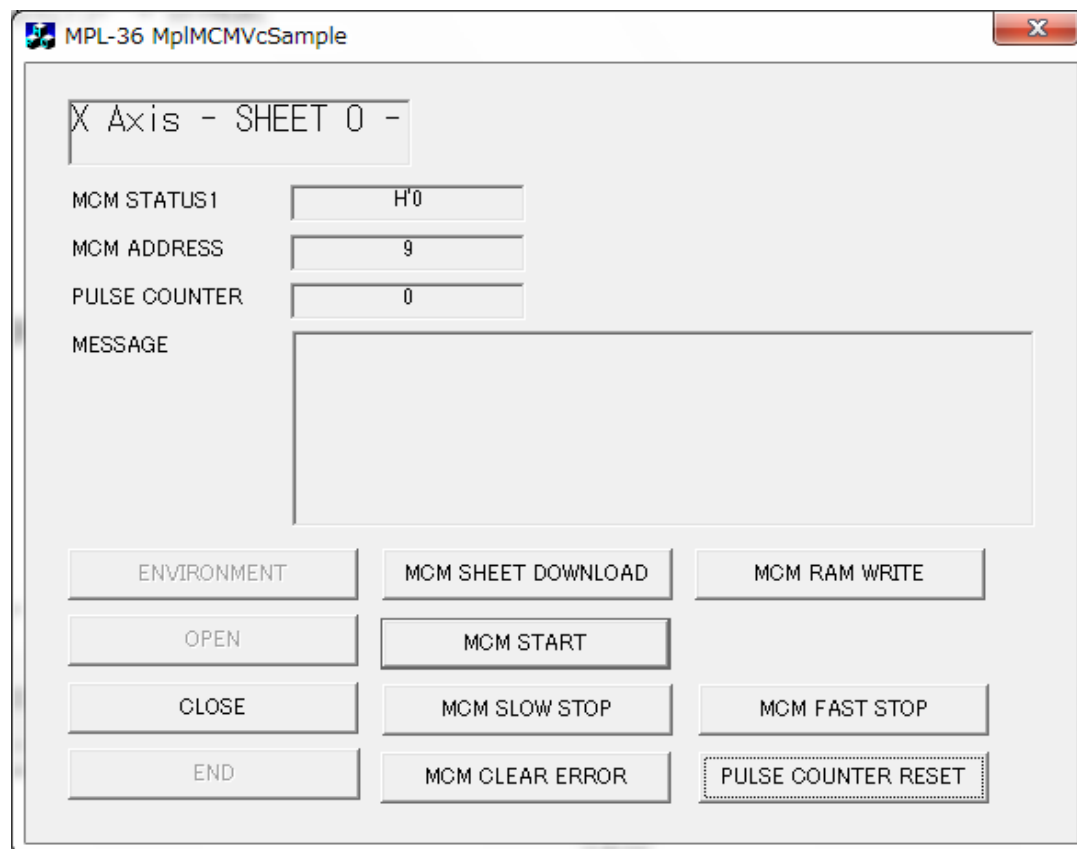 MPL-36 MplMCMVcSample
X Axis - SHEET 0 -
MCM STATUS1 H'0
MCM ADDRESS 9
PULSE COUNTER 0
MESSAGE
ENVIRONMENT MCM SHEET DOWNLOAD MCM RAM WRITE
OPEN MCM START
CLOSE MCM SLOW STOP MCM FAST STOP
END MCM CLEAR ERROR PULSE COUNTER RESET